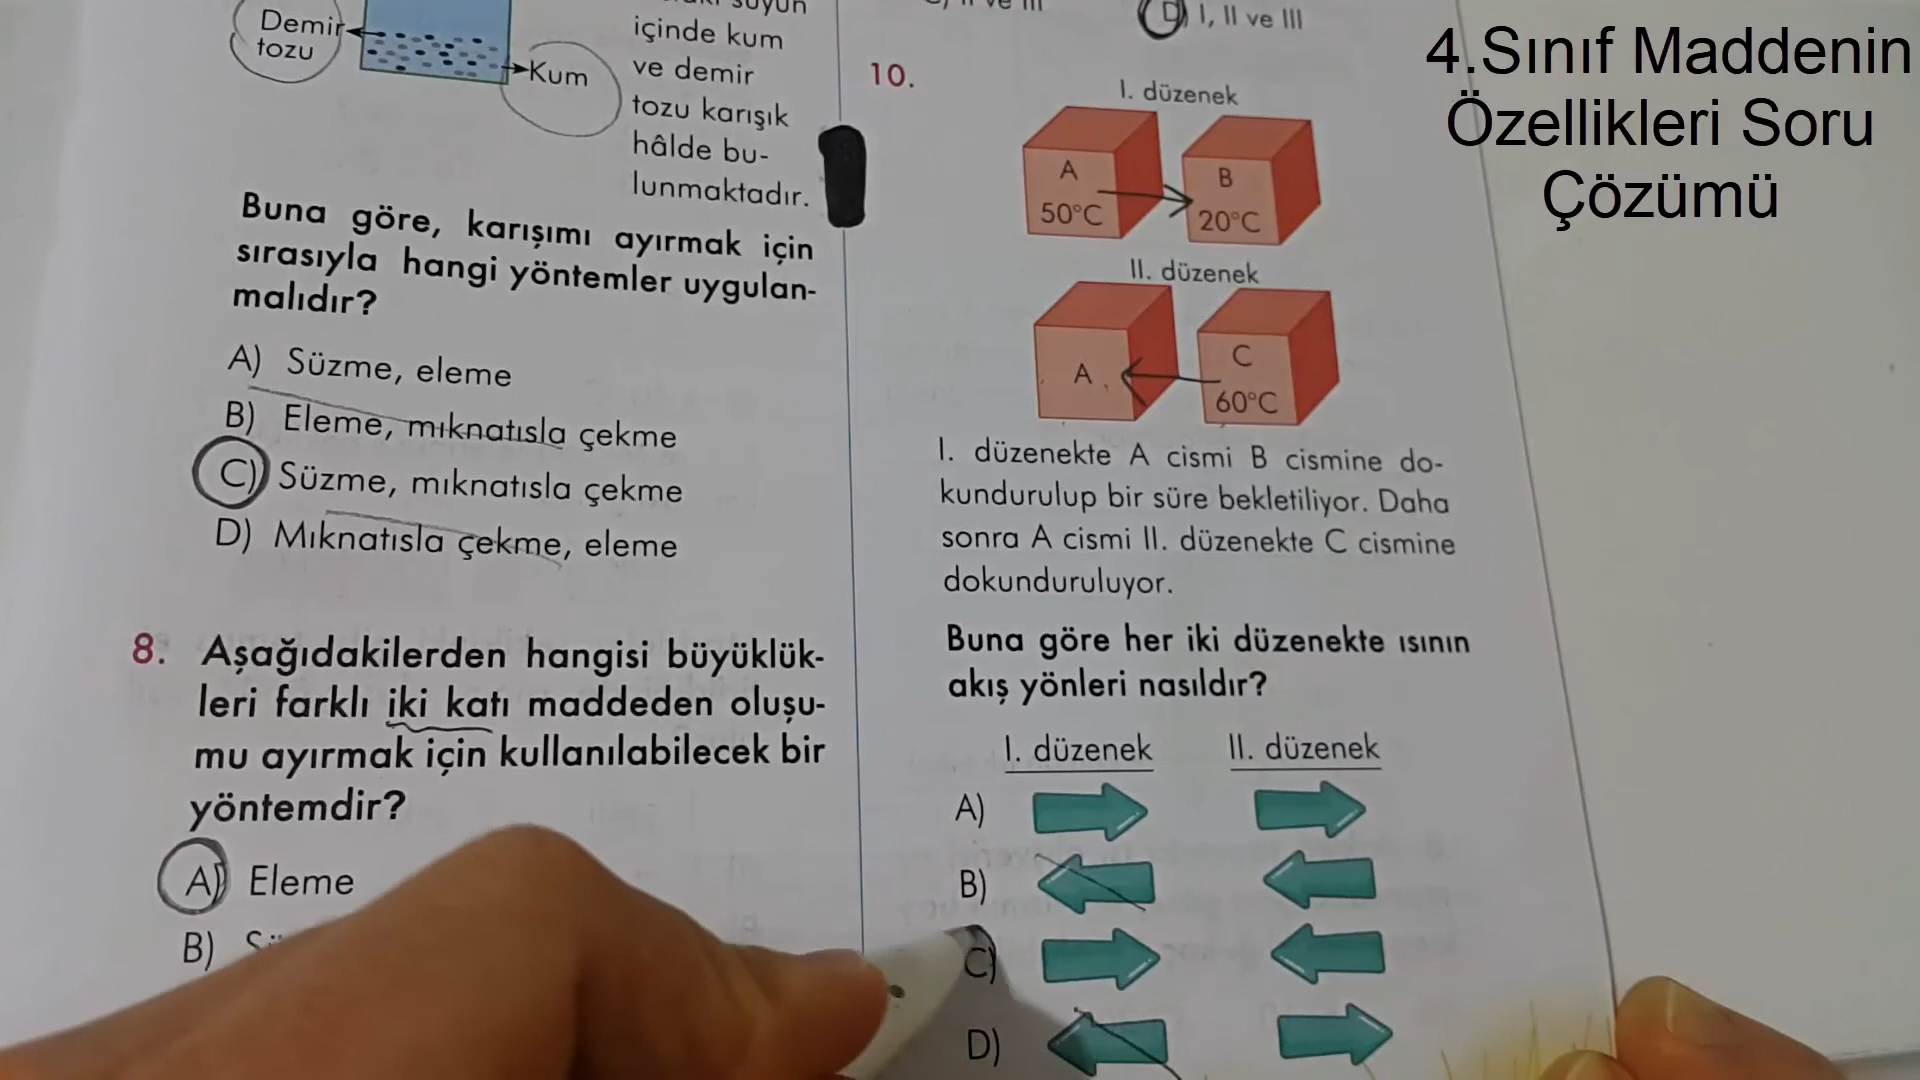 Demir
tozu
Kum
içinde kum
ve demir
tozu karışık
hâlde bu-
lunmaktadır.
Buna göre, karışımı ayırmak için
sırasıyla hangi yöntemler uygulan-
malıdır?
A) Süzme, eleme
B) Eleme, mıknatısla çekme
C) Süzme, mıknatısla çekme
D) Mıknatısla çekme, eleme
8. Aşağıdakilerden hangisi büyüklük-
leri farklı iki katı maddeden oluşu-
mu ayırmak için kullanılabilecek bir
yöntemdir?
A) Eleme
B)
D) I, II ve III
10.
I. düzenek
A
50°C
B
20°C
II. düzenek
A
C
60°C
I. düzenekte A cismi B cismine do-
kundurulup bir süre bekletiliyor. Daha
sonra A cismi II. düzenekte C cismine
dokunduruluyor.
Buna göre her iki düzenekte ısının
akış yönleri nasıldır?
I. düzenek II. düzenek
A)
B)
C)
D)
4.Sınıf Maddenin
Özellikleri Soru
Çözümü